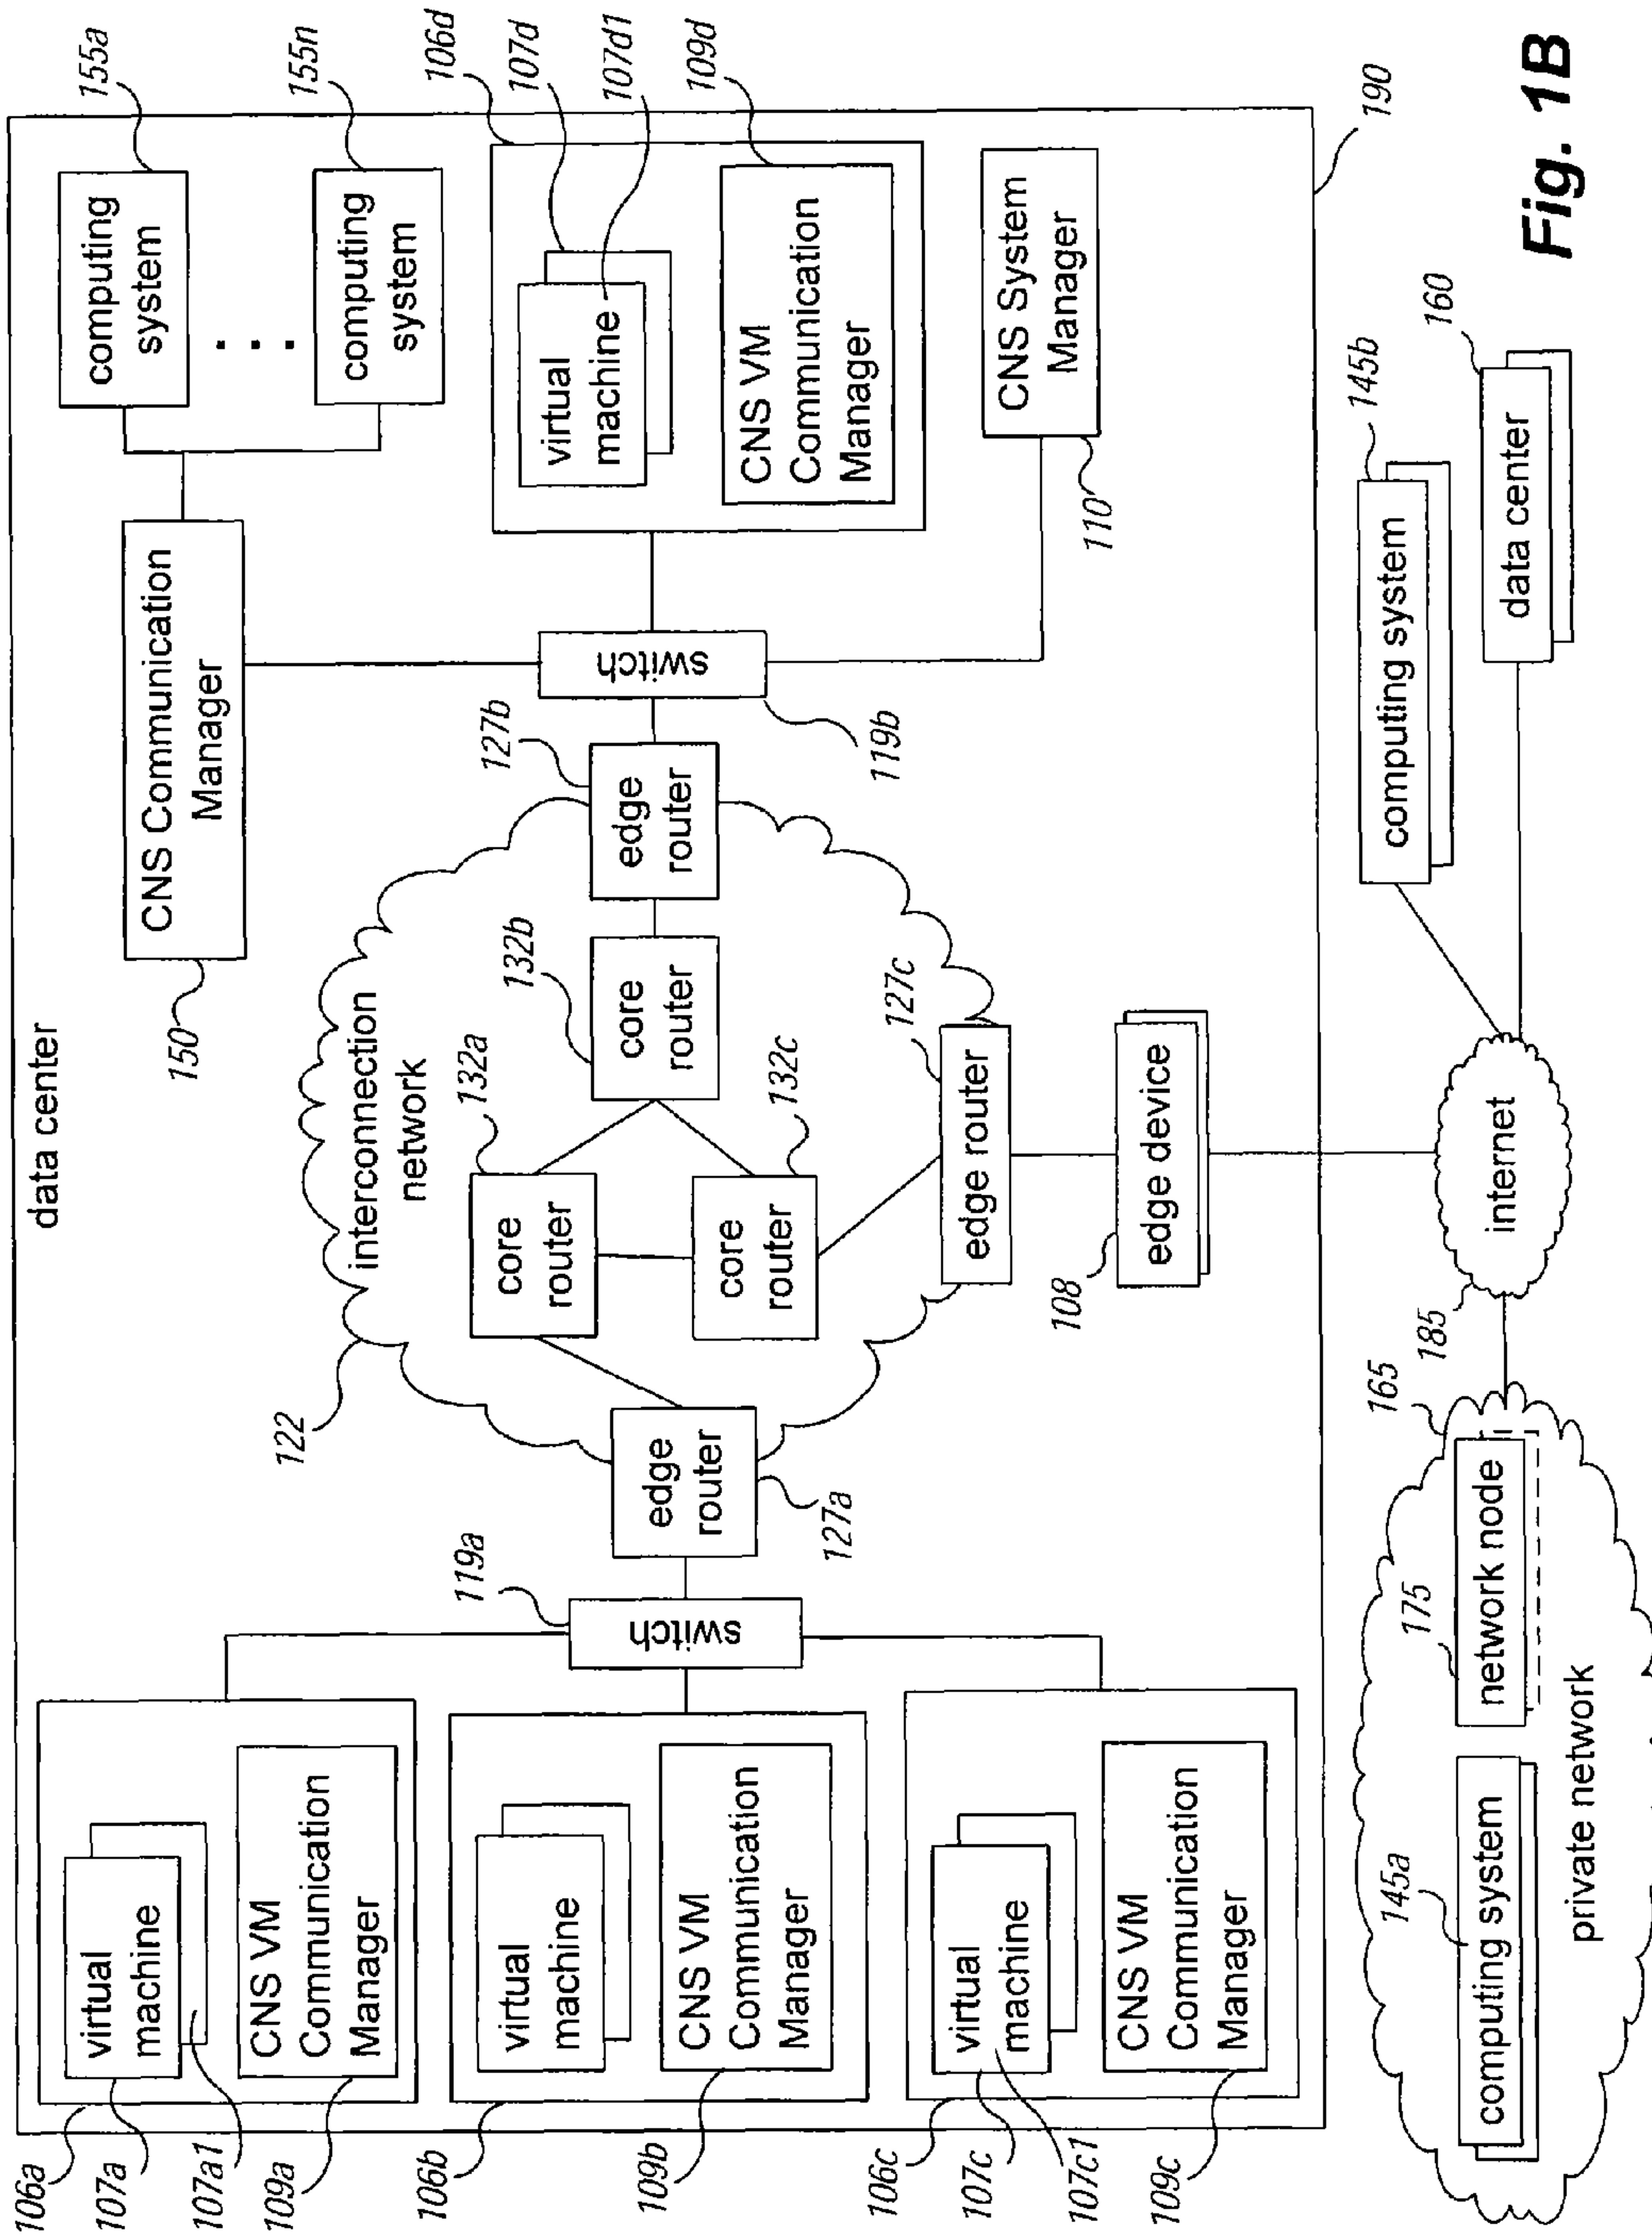 data center
106a
107a
107a1
109a
virtual
machine
CNS VM
Communication
Manager
106b
109b
virtual
machine
CNS VM
Communication
Manager
106c
107c
107c1
109c
virtual
machine
CNS VM
Communication
Manager
119a
switch
127a
edge
router
122
interconnection
network
132a
core
router
132b
core
router
132c
core
router
127b
edge
router
127c
edge router
108
edge device
119b
switch
150
CNS Communication
Manager
155a
computing
system
155n
computing
system
106d
107d
107d1
109d
virtual
machine
CNS VM
Communication
Manager
110
CNS System
Manager
190
145a
computing system
175
network node
165
private network
185
internet
145b
computing system
160
data center
Fig. 1B